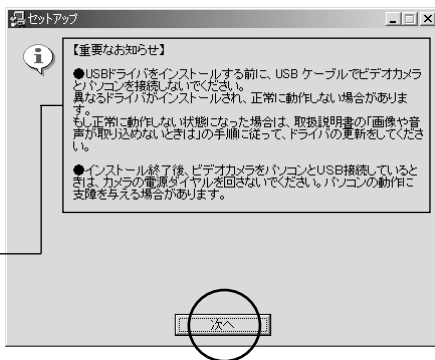 セットアップ
【重要なお知らせ】
●USBドライバをインストールする前に、USB ケーブルでビデオカメラ
とパソコンを接続しないでください。
異なるドライバがインストールされ、正常に動作しない場合がありま
す。
もし正常に動作しない状態になった場合は、取扱説明書の「画像や音
声が取り込めないときは」の手順に従って、ドライバの更新をしてくださ
い。
●インストール終了後、ビデオカメラをパソコンとUSB接続していると
きは、カメラの電源ダイヤルを回さないでください。パソコンの動作に
支障を与える場合があります。
次へ